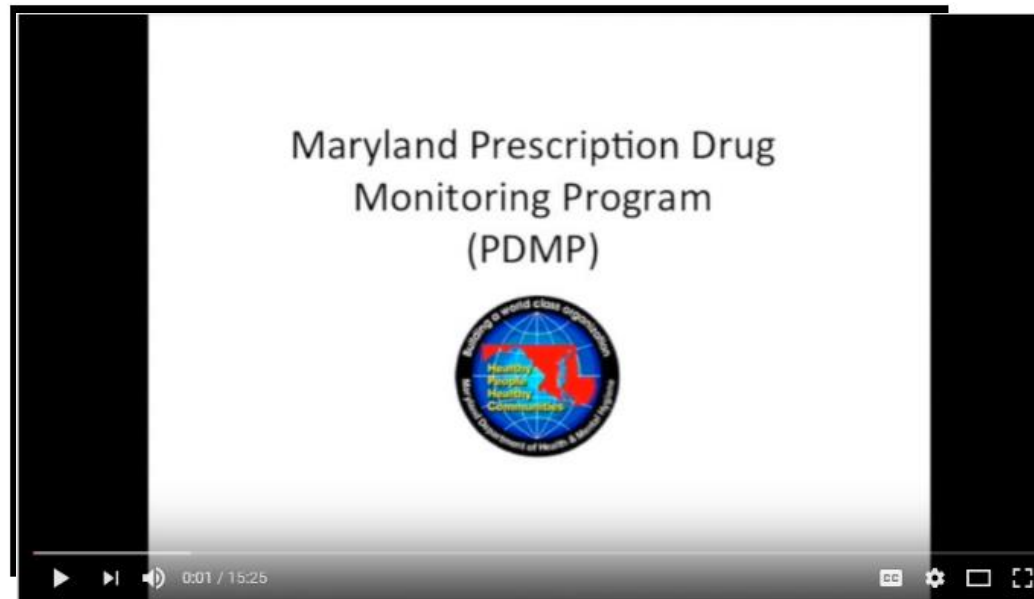 Maryland Prescription Drug
Monitoring Program
(PDMP)
Building a world class organization
Healthy
People
Healthy
Communities
Maryland Department of Health & Mental Hygiene
0:01 / 15:25
CC